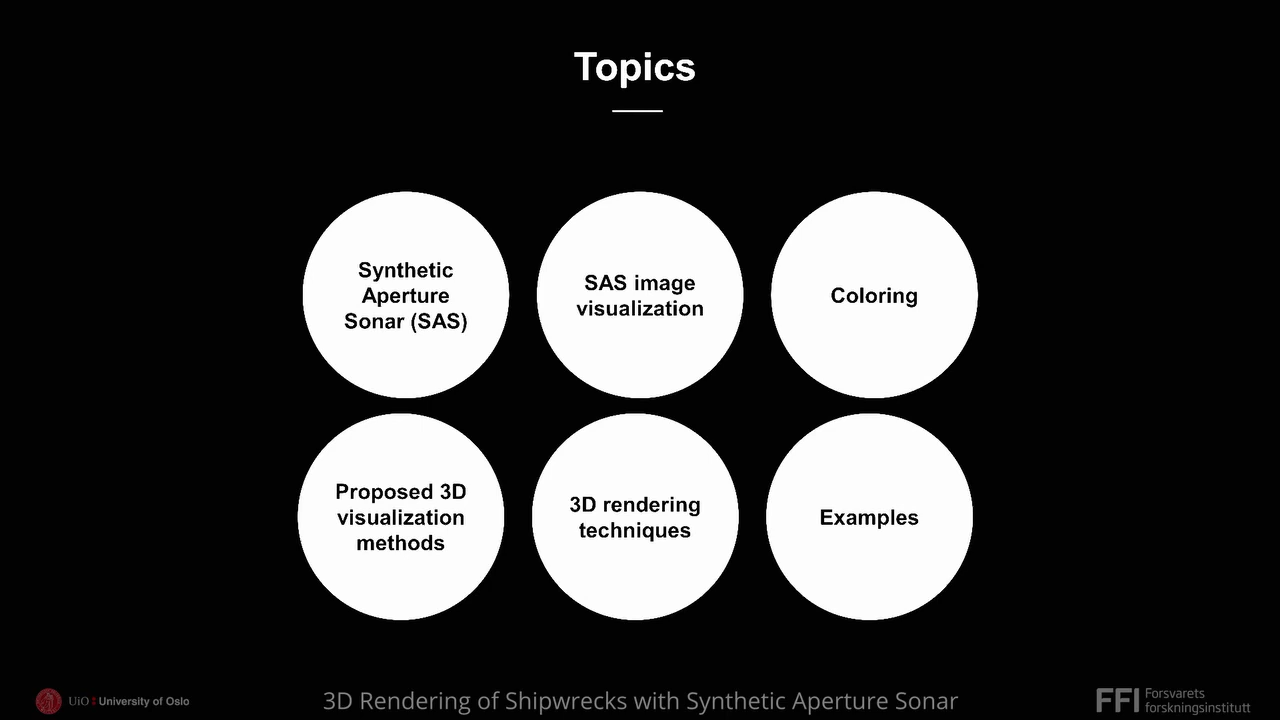 Topics
Synthetic
Aperture
Sonar (SAS)
SAS image
visualization
Coloring
Proposed 3D
visualization
methods
3D rendering
techniques
Examples
UiO: University of Oslo
3D Rendering of Shipwrecks with Synthetic Aperture Sonar
FFI Forsvarets
forskningsinstitutt